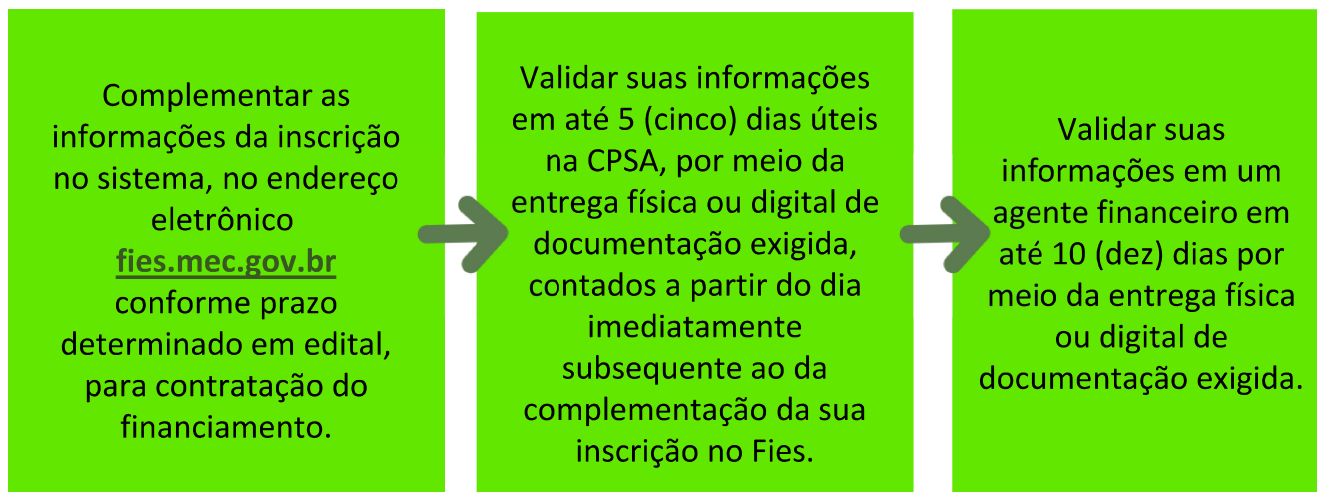 Complementar as
informações da inscrição
no sistema, no endereço
eletrônico
fies.mec.gov.br
conforme prazo
determinado em edital,
para contratação do
financiamento.
Validar suas informações
em até 5 (cinco) dias úteis
na CPSA, por meio da
entrega física ou digital de
documentação exigida,
contados a partir do dia
imediatamente
subsequente ao da
complementação da sua
inscrição no Fies.
Validar suas
informações em um
agente financeiro em
até 10 (dez) dias por
meio da entrega física
ou digital de
documentação exigida.